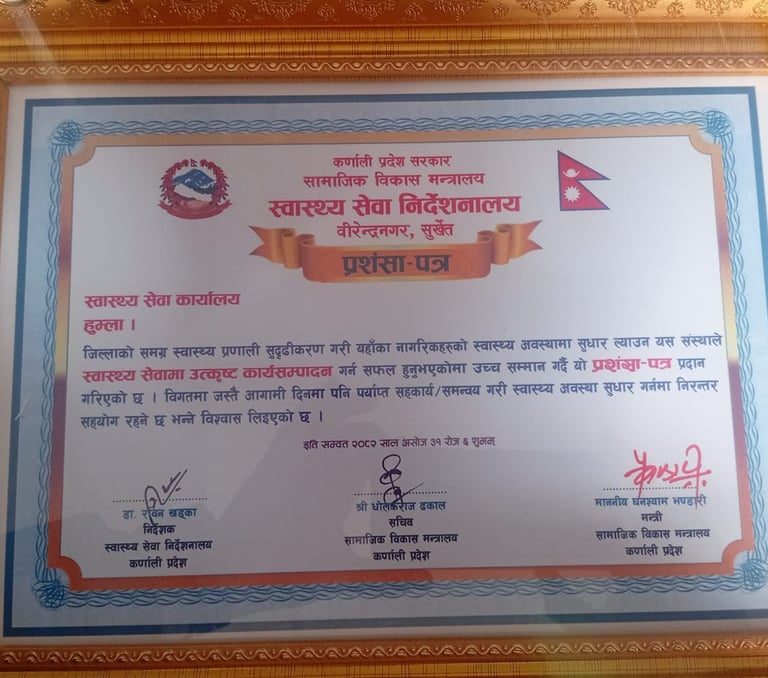 कर्णाली प्रदेश सरकार
सामाजिक विकास मन्त्रालय
स्वास्थ्य सेवा निर्देशनालय
वीरेन्द्रनगर, सुर्खेत
प्रशंसा-पत्र
स्वास्थ्य सेवा कार्यालय
हुम्ला ।
जिल्लाको समग्र स्वास्थ्य प्रणाली सुदृढीकरण गरी यहाँका नागरिकहरुको स्वास्थ्य अवस्थामा सुधार ल्याउन यस संस्थाले
स्वास्थ्य सेवामा उत्कृष्ट कार्यसम्पादन गर्न सफल हुनुभएकोमा उच्च सम्मान गर्दै यो प्रशंसा-पत्र प्रदान
गरिएको छ । विगतमा जस्तै आगामी दिनमा पनि पर्याप्त सहकार्य/समन्वय गरी स्वास्थ्य अवस्था सुधार गर्नमा निरन्तर
सहयोग रहने छ भन्ने विश्वास लिइएको छ ।
इति सम्वत २०८२ साल असोज ३१ रोज ६ शुभम्
डा. रविन खड्का
निर्देशक
स्वास्थ्य सेवा निर्देशनालय
कर्णाली प्रदेश
श्री धोलकराज ढकाल
सचिव
सामाजिक विकास मन्त्रालय
कर्णाली प्रदेश
माननीय घनश्याम भण्डारी
मन्त्री
सामाजिक विकास मन्त्रालय
कर्णाली प्रदेश